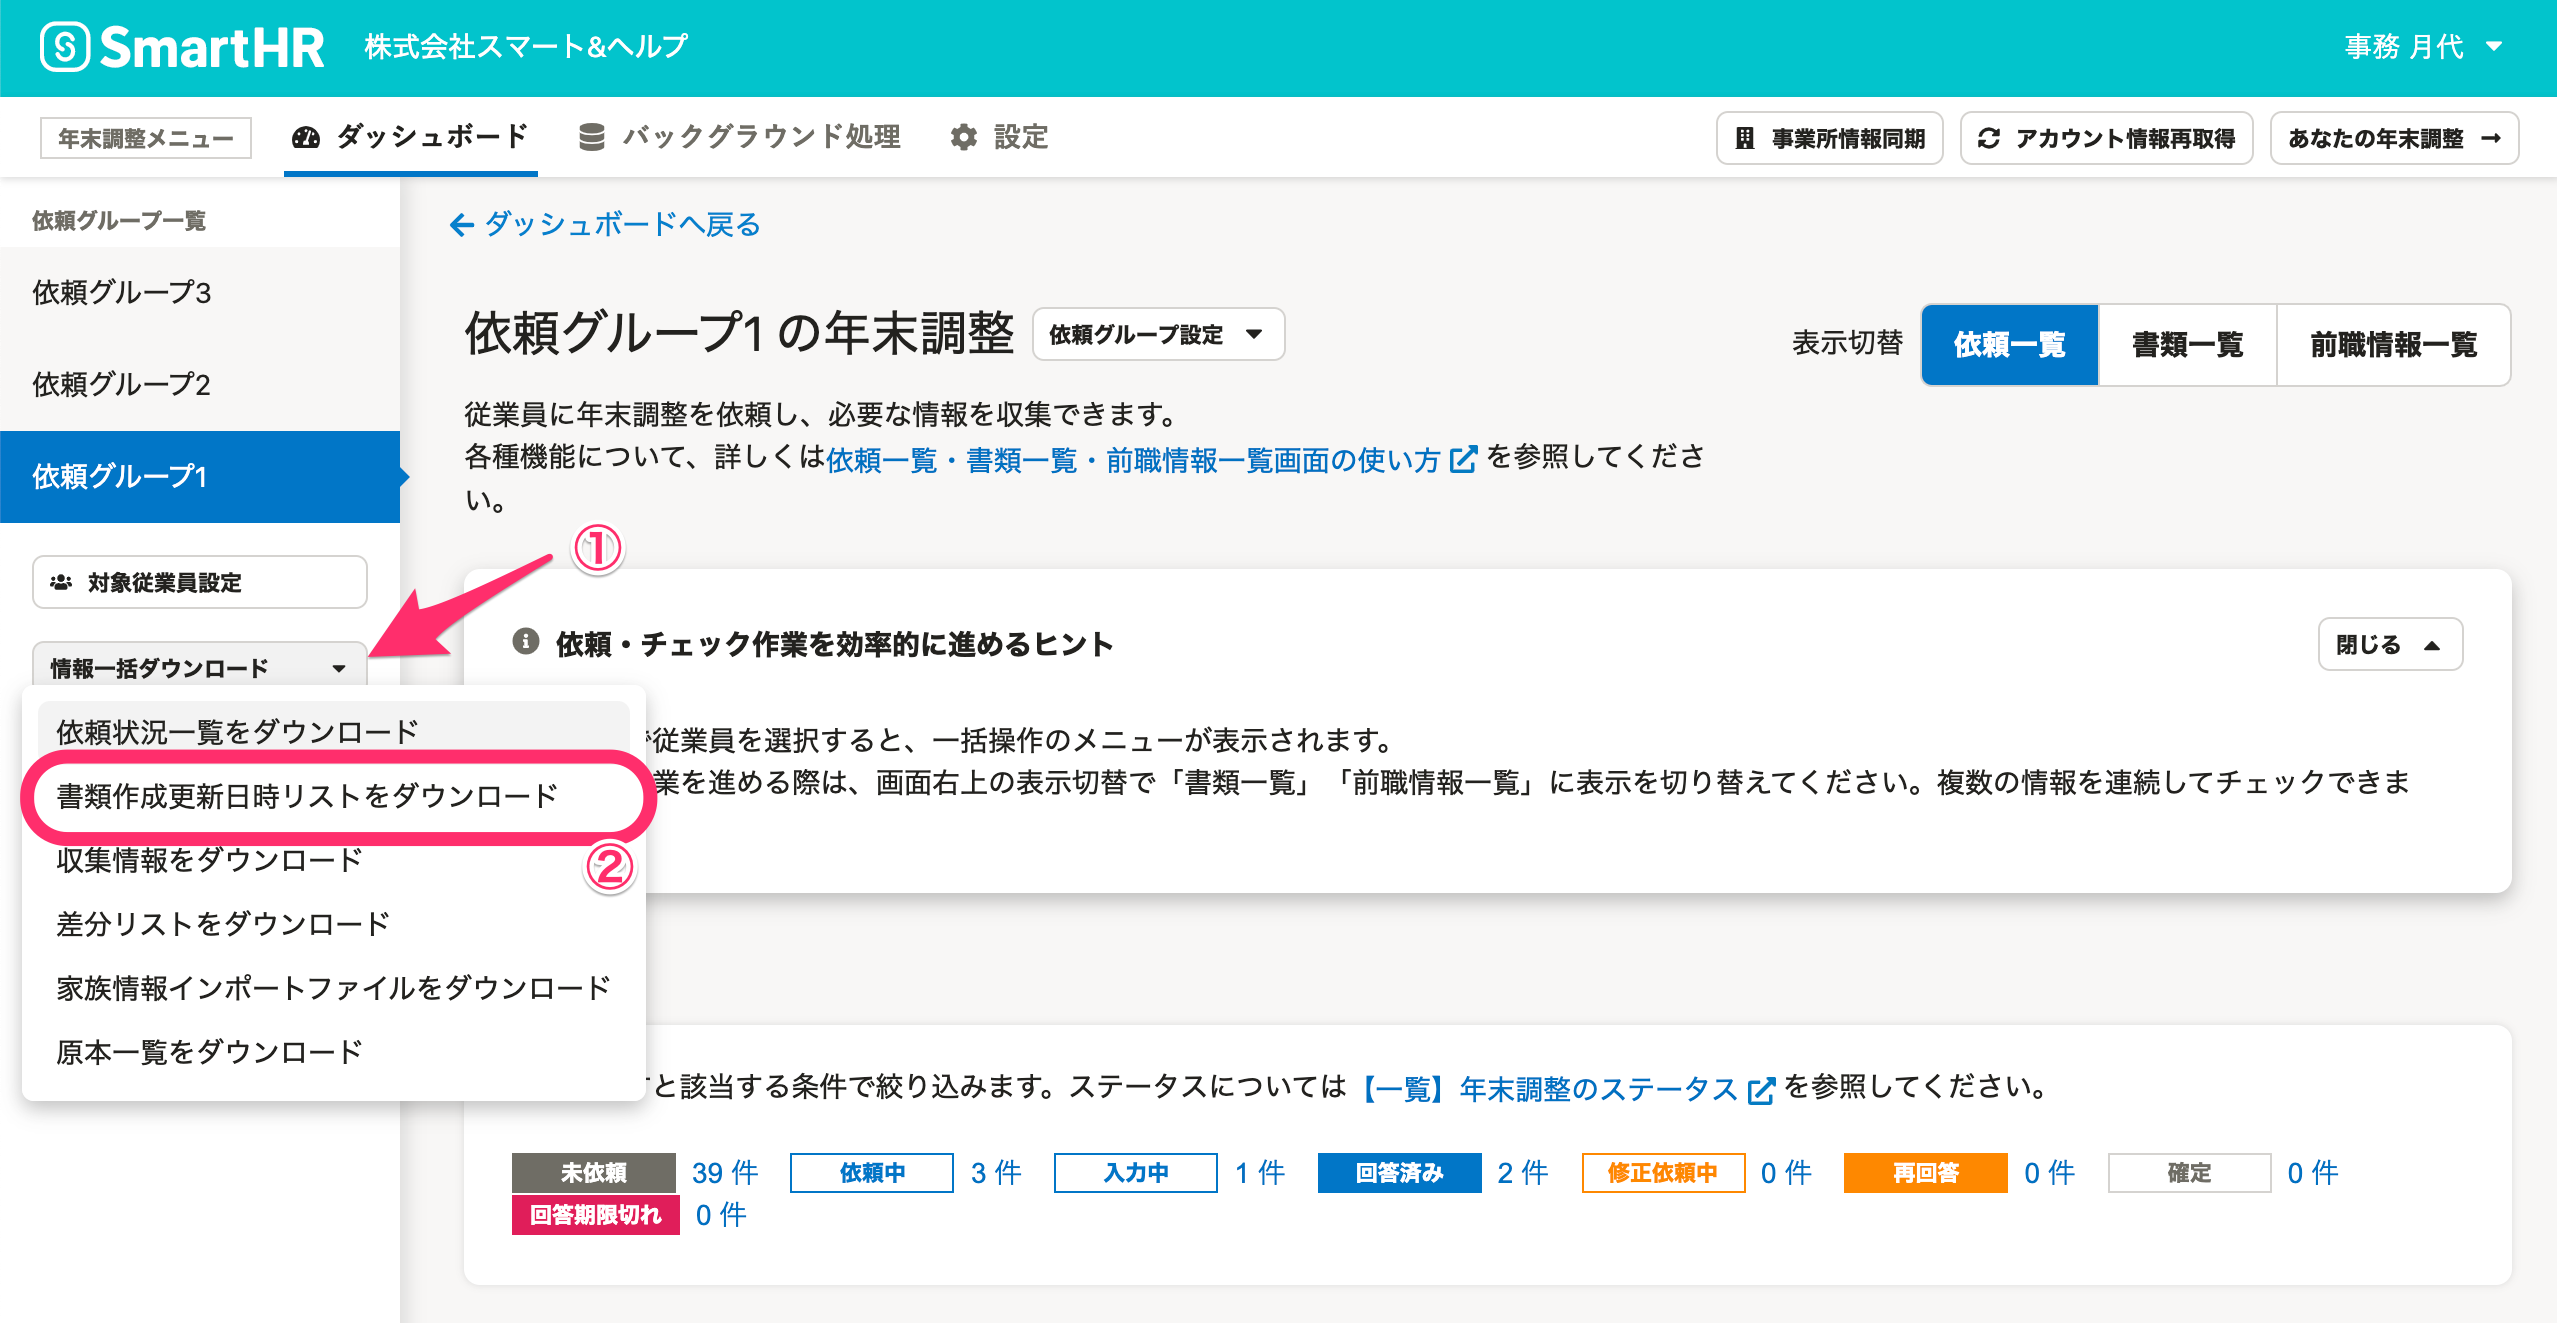 SmartHR 株式会社スマート&ヘルプ 事務 月代
年末調整メニュー ダッシュボード バックグラウンド処理 設定 事業所情報同期 アカウント情報再取得 あなたの年末調整 →
依頼グループ一覧
依頼グループ3
依頼グループ2
依頼グループ1
対象従業員設定
情報一括ダウンロード
依頼状況一覧をダウンロード
書類作成更新日時リストをダウンロード
収集情報をダウンロード
差分リストをダウンロード
家族情報インポートファイルをダウンロード
原本一覧をダウンロード
①
②
← ダッシュボードへ戻る
依頼グループ1 の年末調整 依頼グループ設定
表示切替 依頼一覧 書類一覧 前職情報一覧
従業員に年末調整を依頼し、必要な情報を収集できます。
各種機能について、詳しくは依頼一覧・書類一覧・前職情報一覧画面の使い方 を参照してくださ
い。
依頼・チェック作業を効率的に進めるヒント 閉じる
従業員を選択すると、一括操作のメニューが表示されます。
業を進める際は、画面右上の表示切替で「書類一覧」「前職情報一覧」に表示を切り替えてください。複数の情報を連続してチェックできま
と該当する条件で絞り込みます。ステータスについては【一覧】年末調整のステータス を参照してください。
未依頼 39 件 依頼中 3 件 入力中 1 件 回答済み 2 件 修正依頼中 0 件 再回答 0 件 確定 0 件
回答期限切れ 0 件